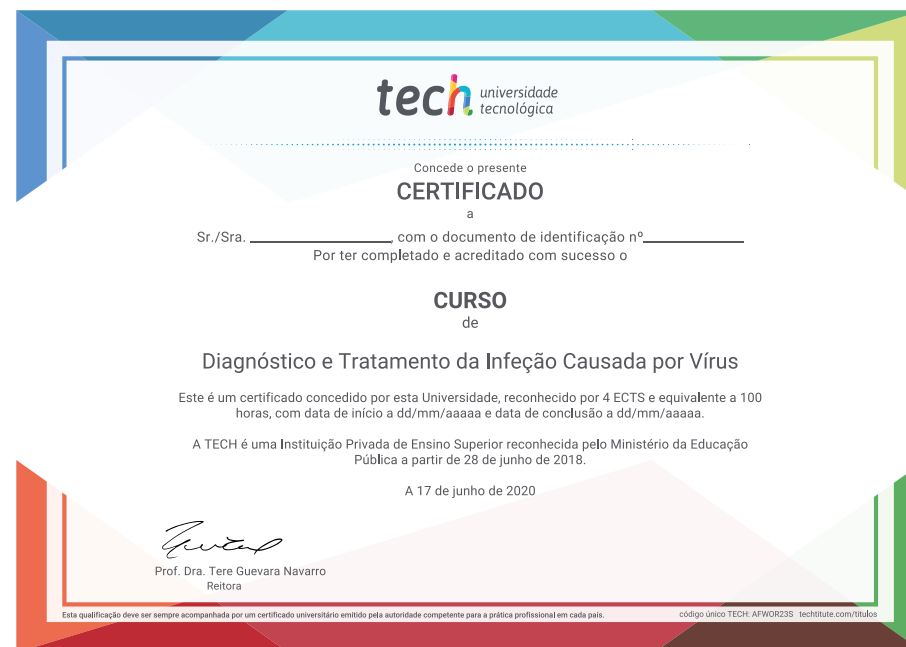 tech universidade
tecnológica
Concede o presente
CERTIFICADO
a
Sr./Sra. ________________, com o documento de identificação nº____________
Por ter completado e acreditado com sucesso o
CURSO
de
Diagnóstico e Tratamento da Infeção Causada por Vírus
Este é um certificado concedido por esta Universidade, reconhecido por 4 ECTS e equivalente a 100
horas, com data de início a dd/mm/aaaaa e data de conclusão a dd/mm/aaaaa.
A TECH é uma Instituição Privada de Ensino Superior reconhecida pelo Ministério da Educação
Pública a partir de 28 de junho de 2018.
A 17 de junho de 2020
Prof. Dra. Tere Guevara Navarro
Reitora
Esta qualificação deve ser sempre acompanhada por um certificado universitário emitido pela autoridade competente para a prática profissional em cada país.
código único TECH: AFWOR23S techtitute.com/titulos